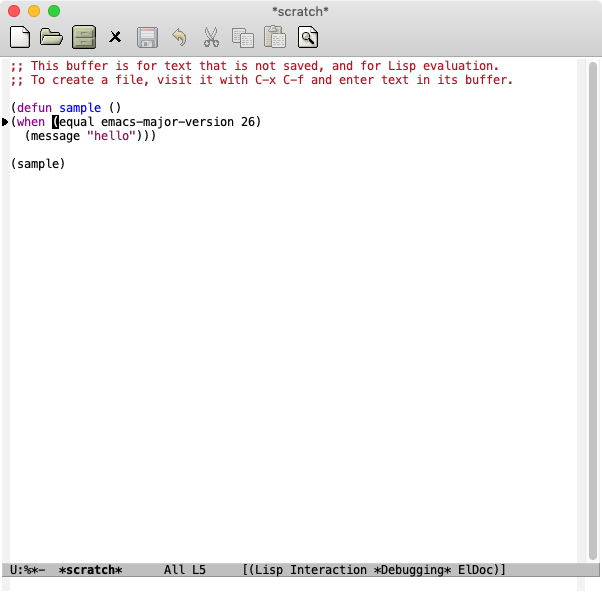 *scratch*
;; This buffer is for text that is not saved, and for Lisp evaluation.
;; To create a file, visit it with C-x C-f and enter text in its buffer.
(defun sample ()
(when (equal emacs-major-version 26)
  (message "hello")))
(sample)
U:%*-  *scratch*      All L5     [(Lisp Interaction *Debugging* ElDoc)]